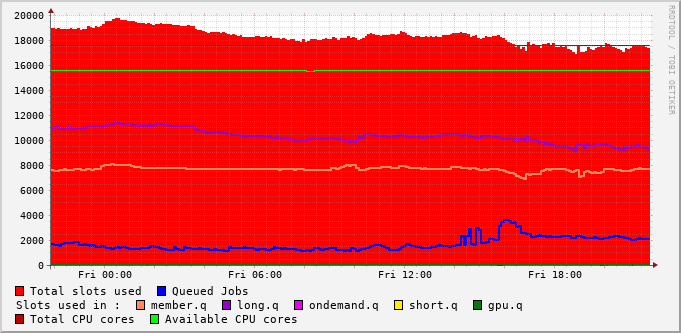 20000
18000
16000
14000
12000
10000
8000
6000
4000
2000
0
Fri 00:00 Fri 06:00 Fri 12:00 Fri 18:00
RRDTOOL / TOBI OETIKER
Total slots used Queued Jobs
Slots used in : member.q long.q ondemand.q short.q gpu.q
Total CPU cores Available CPU cores